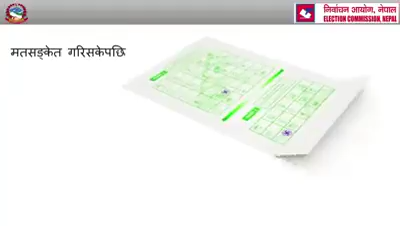 निर्वाचन आयोग, नेपाल
ELECTION COMMISSION, NEPAL
मतसङ्केत गरिसकेपछि